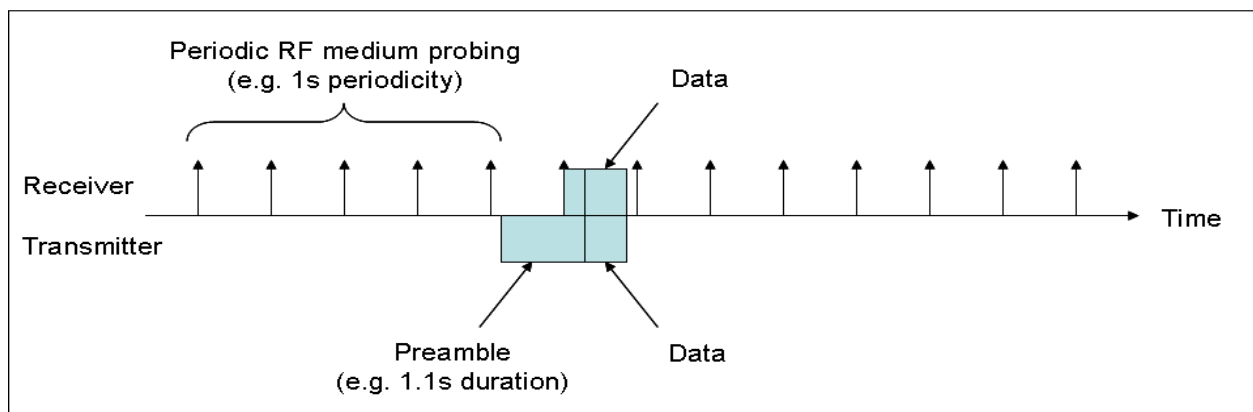 Periodic RF medium probing
(e.g. 1s periodicity)
Data
Receiver
Time
Transmitter
Preamble
(e.g. 1.1s duration)
Data